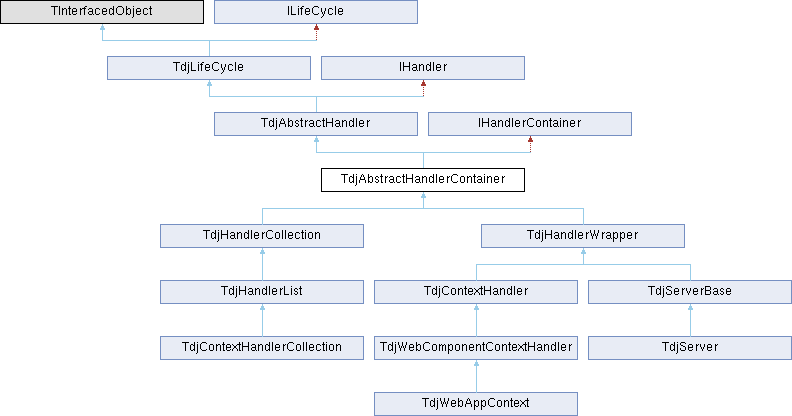 TInterfacedObject
ILifeCycle
TdjLifeCycle
IHandler
TdjAbstractHandler
IHandlerContainer
TdjAbstractHandlerContainer
TdjHandlerCollection
TdjHandlerWrapper
TdjHandlerList
TdjContextHandler
TdjServerBase
TdjContextHandlerCollection
TdjWebComponentContextHandler
TdjServer
TdjWebAppContext